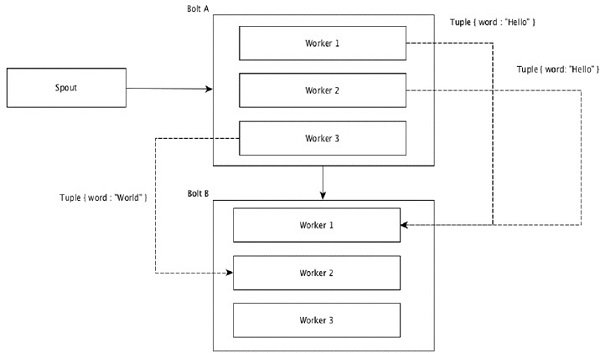 Bolt A
Worker 1
Tuple { word : "Hello" }
Spout
Worker 2
Tuple { word: "Hello" }
Worker 3
Tuple { word : "World" }
Bolt B
Worker 1
Worker 2
Worker 3